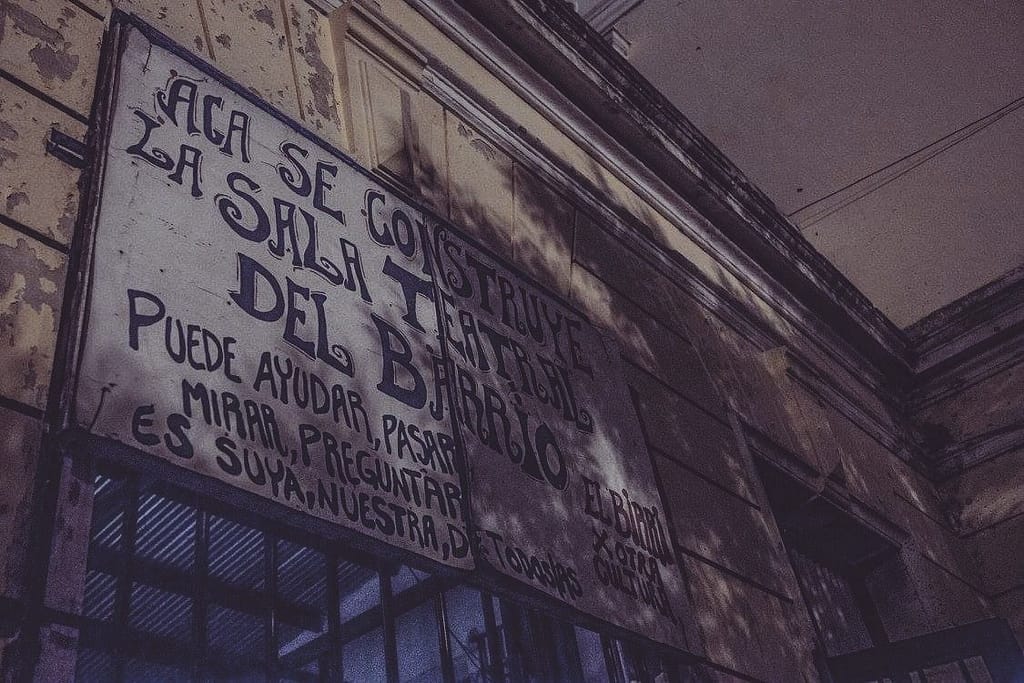 ACA SE CONSTRUYE
LA SALA TEATRAL
DEL BARRIO
PUEDE AYUDAR, PASAR
MIRAR, PREGUNTAR
ES SUYA, NUESTRA, DE TODOS/AS
EL BIRRI
X OTRA
CULTURA